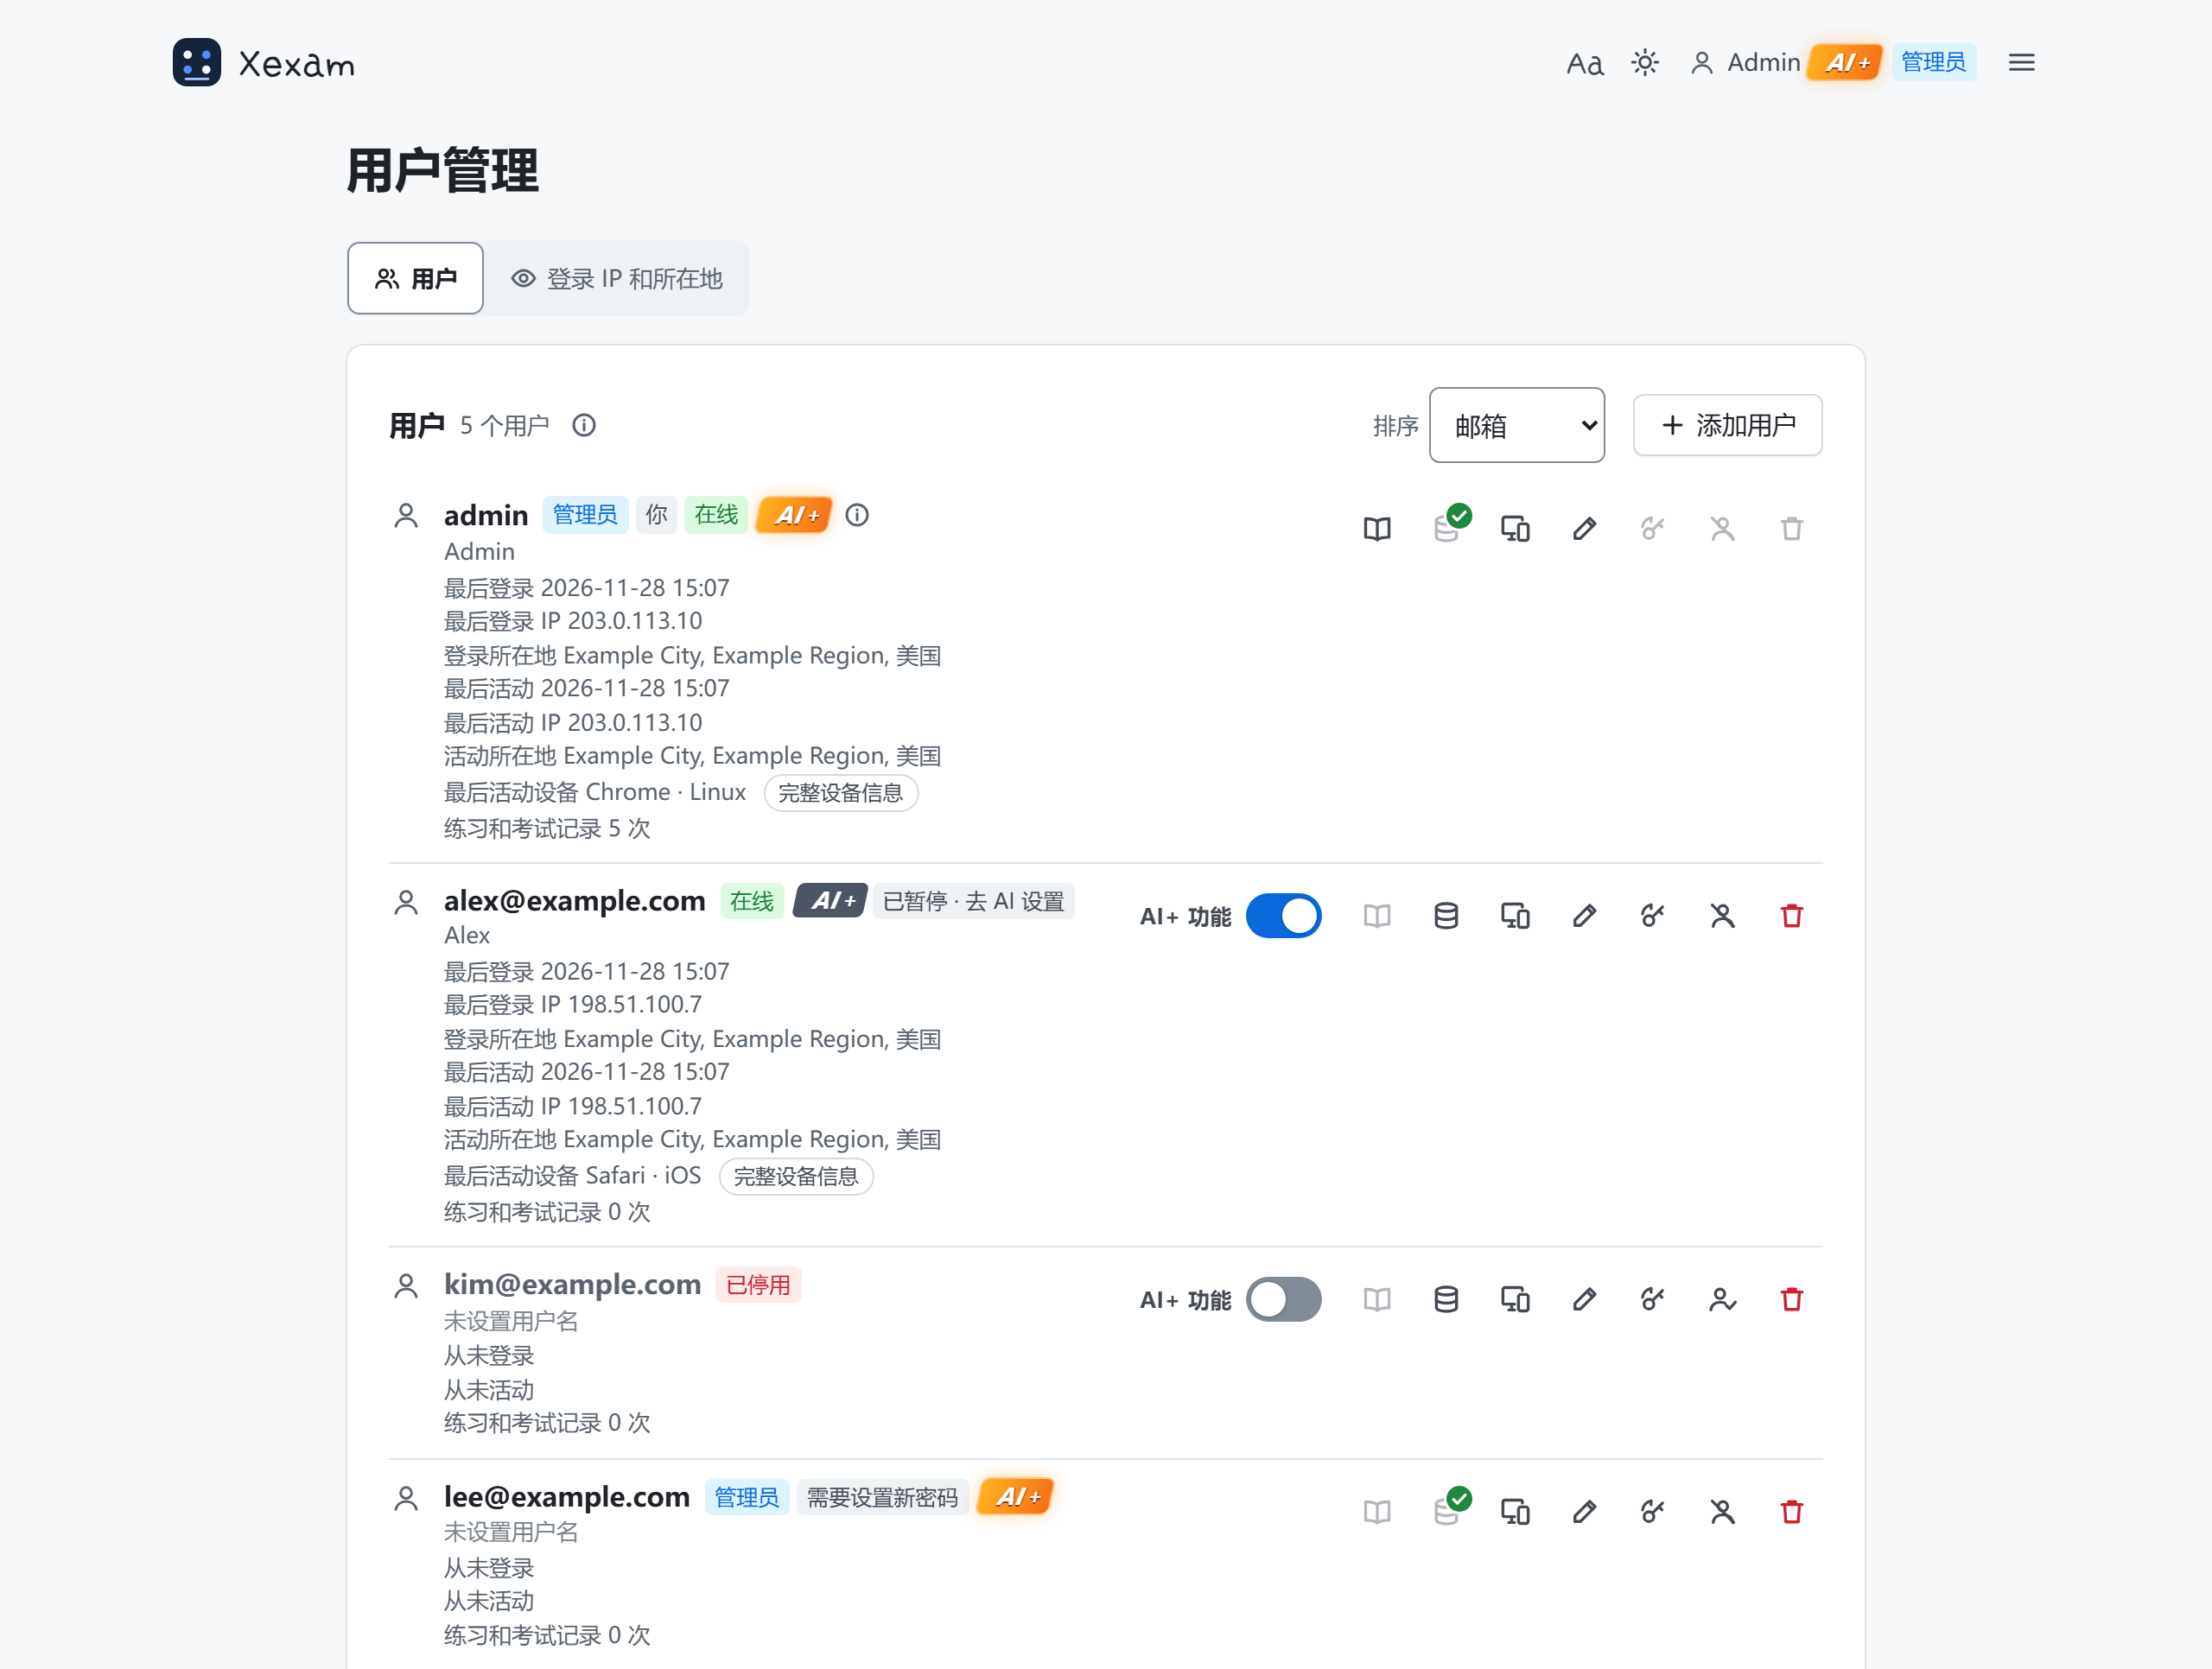 Xexam
Aa Admin AI+ 管理员
用户管理
用户 登录 IP 和所在地
用户 5 个用户 排序 邮箱 添加用户
admin 管理员 你 在线 AI+
Admin
最后登录 2026-11-28 15:07
最后登录 IP 203.0.113.10
登录所在地 Example City, Example Region, 美国
最后活动 2026-11-28 15:07
最后活动 IP 203.0.113.10
活动所在地 Example City, Example Region, 美国
最后活动设备 Chrome · Linux 完整设备信息
练习和考试记录 5 次
alex@example.com 在线 AI+ 已暂停 · 去 AI 设置 AI+ 功能
Alex
最后登录 2026-11-28 15:07
最后登录 IP 198.51.100.7
登录所在地 Example City, Example Region, 美国
最后活动 2026-11-28 15:07
最后活动 IP 198.51.100.7
活动所在地 Example City, Example Region, 美国
最后活动设备 Safari · iOS 完整设备信息
练习和考试记录 0 次
kim@example.com 已停用 AI+ 功能
未设置用户名
从未登录
从未活动
练习和考试记录 0 次
lee@example.com 管理员 需要设置新密码 AI+
未设置用户名
从未登录
从未活动
练习和考试记录 0 次